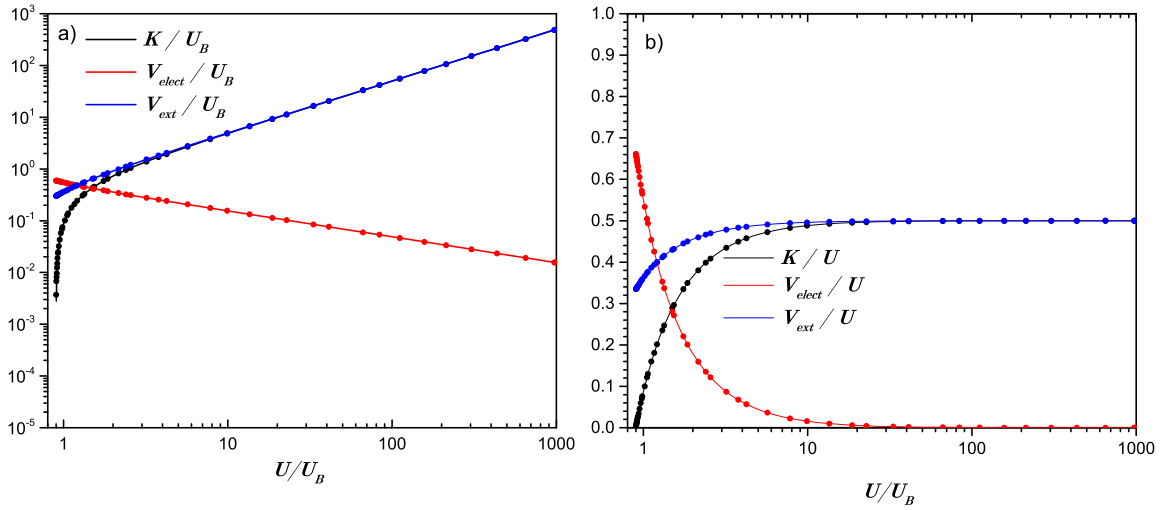 a)
K / U_B
V_elect / U_B
V_ext / U_B
10^3
10^2
10^1
10^0
10^-1
10^-2
10^-3
10^-4
10^-5
1 10 100 1000
U/U_B
b)
K / U
V_elect / U
V_ext / U
1.0
0.9
0.8
0.7
0.6
0.5
0.4
0.3
0.2
0.1
0.0
1 10 100 1000
U/U_B